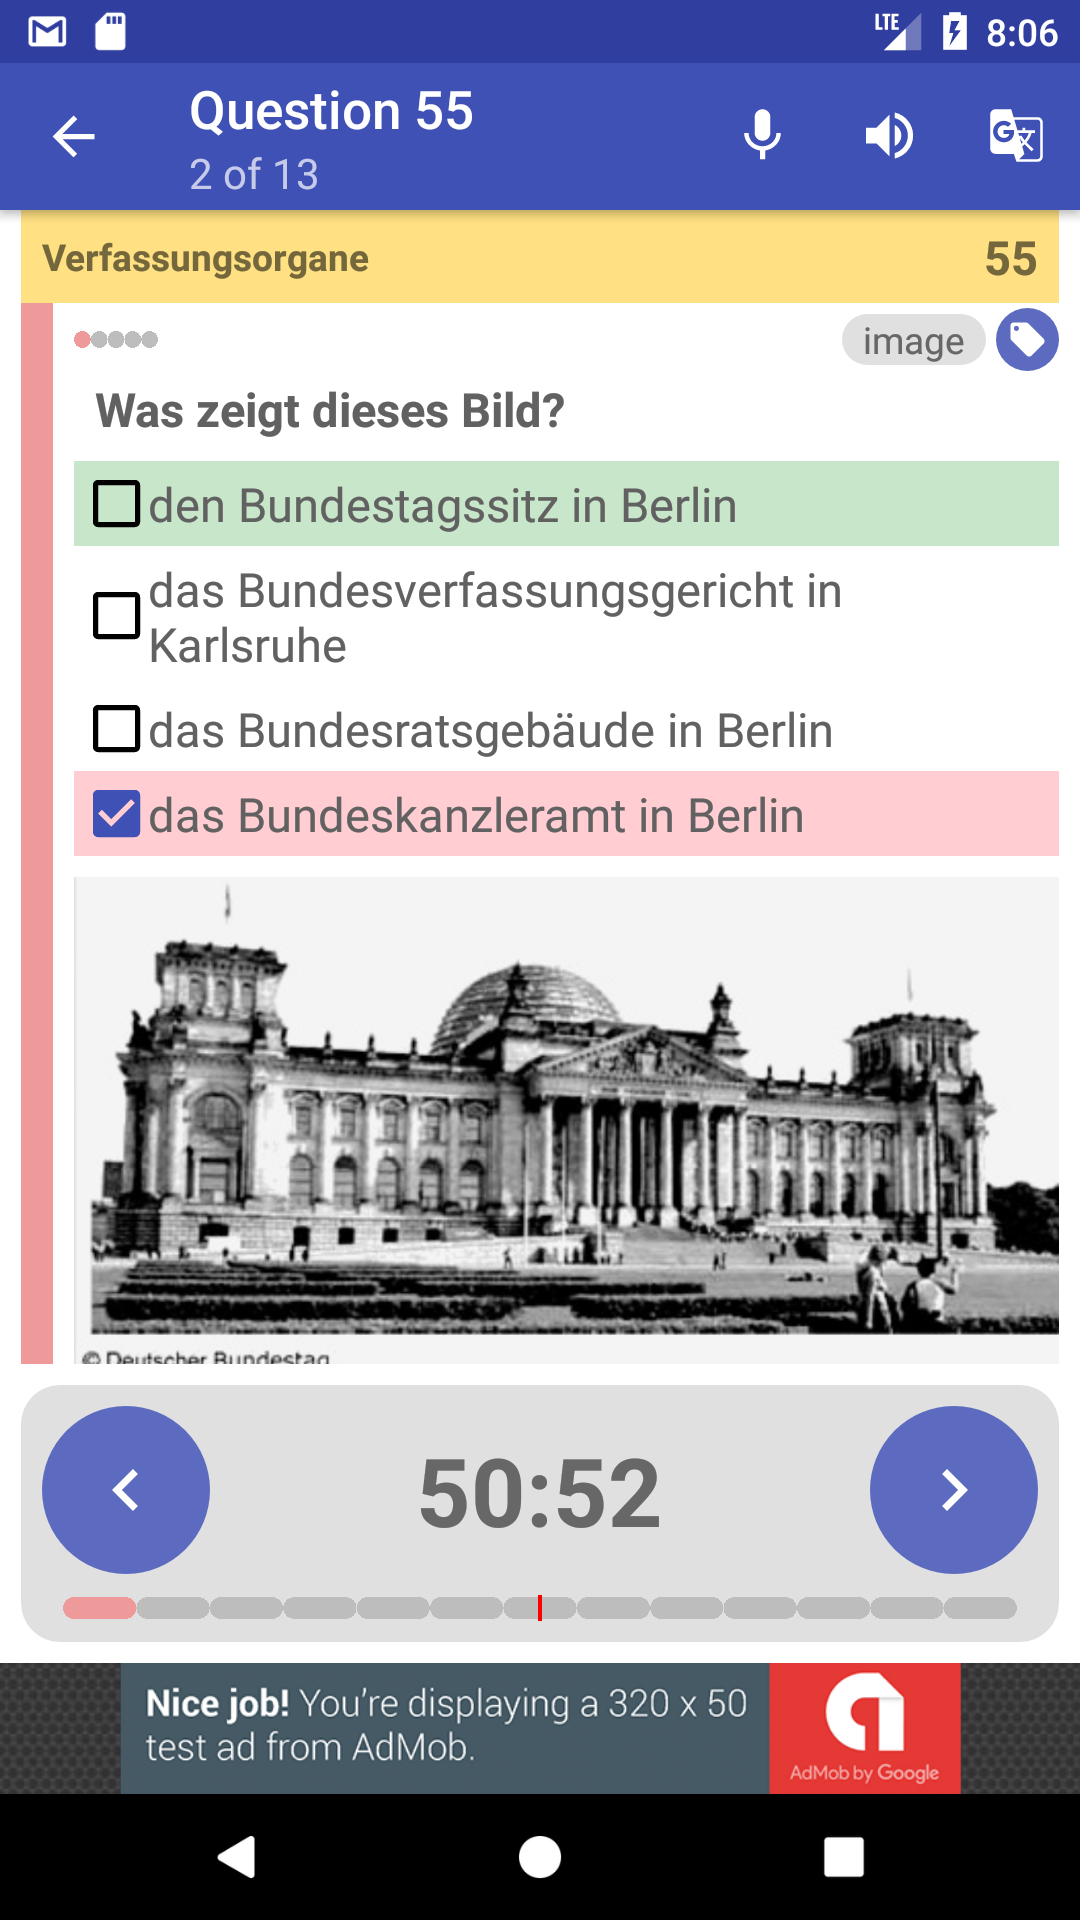 LTE 8:06
Question 55
2 of 13
Verfassungsorgane 55
image
Was zeigt dieses Bild?
den Bundestagssitz in Berlin
das Bundesverfassungsgericht in
Karlsruhe
das Bundesratsgebäude in Berlin
das Bundeskanzleramt in Berlin
© Deutscher Bundestag
50:52
Nice job! You're displaying a 320 x 50
test ad from AdMob.
AdMob by Google